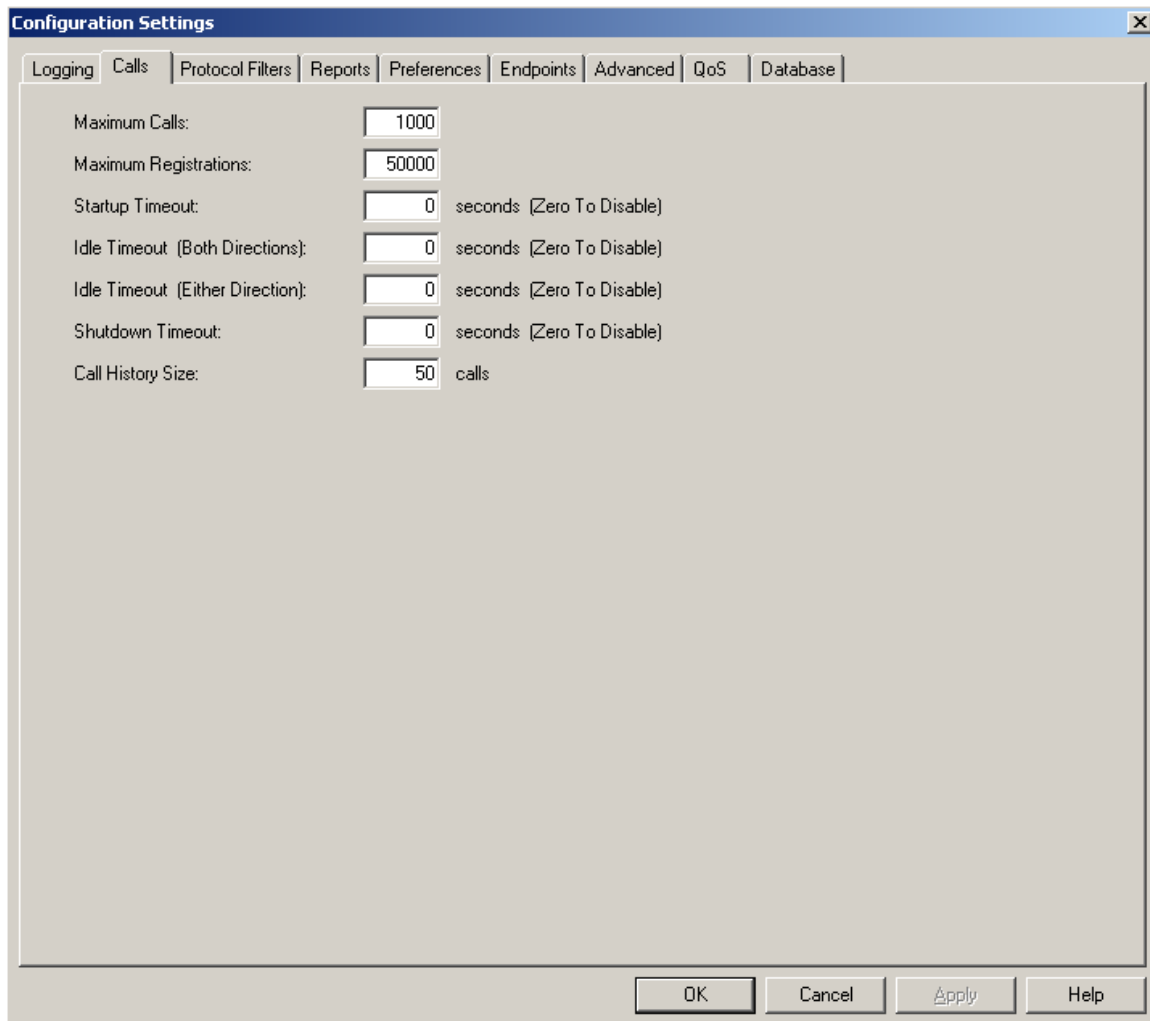 Configuration Settings
Logging Calls Protocol Filters Reports Preferences Endpoints Advanced QoS Database
Maximum Calls: 1000
Maximum Registrations: 50000
Startup Timeout: 0 seconds (Zero To Disable)
Idle Timeout (Both Directions): 0 seconds (Zero To Disable)
Idle Timeout (Either Direction): 0 seconds (Zero To Disable)
Shutdown Timeout: 0 seconds (Zero To Disable)
Call History Size: 50 calls
OK Cancel Apply Help